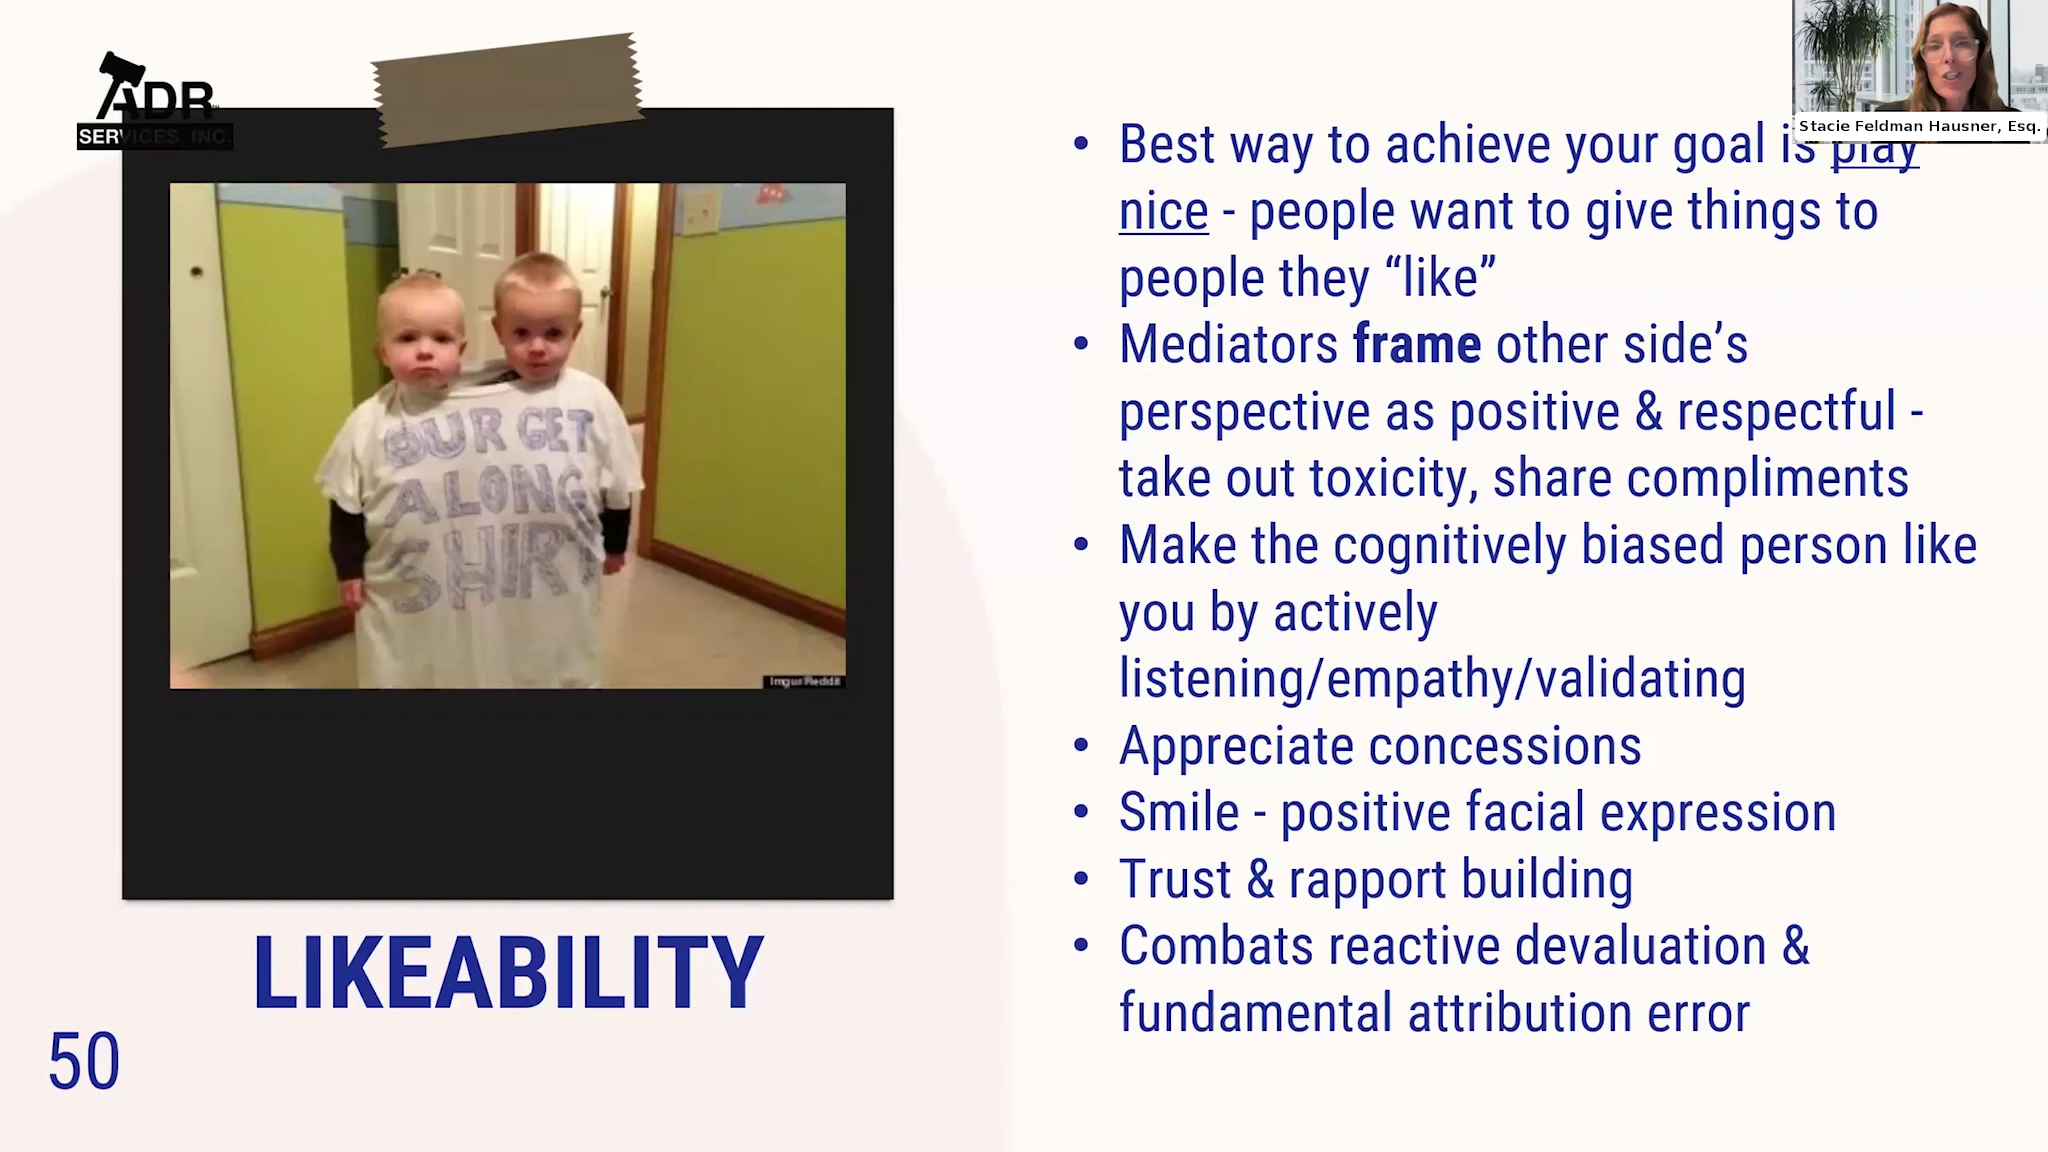 ADR
SERVICES, INC.
Stacie Feldman Hausner, Esq.
OUR GET
ALONG
SHIRT
Imgur/Reddit
LIKEABILITY
50
• Best way to achieve your goal is play
nice - people want to give things to
people they “like”
• Mediators frame other side’s
perspective as positive & respectful -
take out toxicity, share compliments
• Make the cognitively biased person like
you by actively
listening/empathy/validating
• Appreciate concessions
• Smile - positive facial expression
• Trust & rapport building
• Combats reactive devaluation &
fundamental attribution error